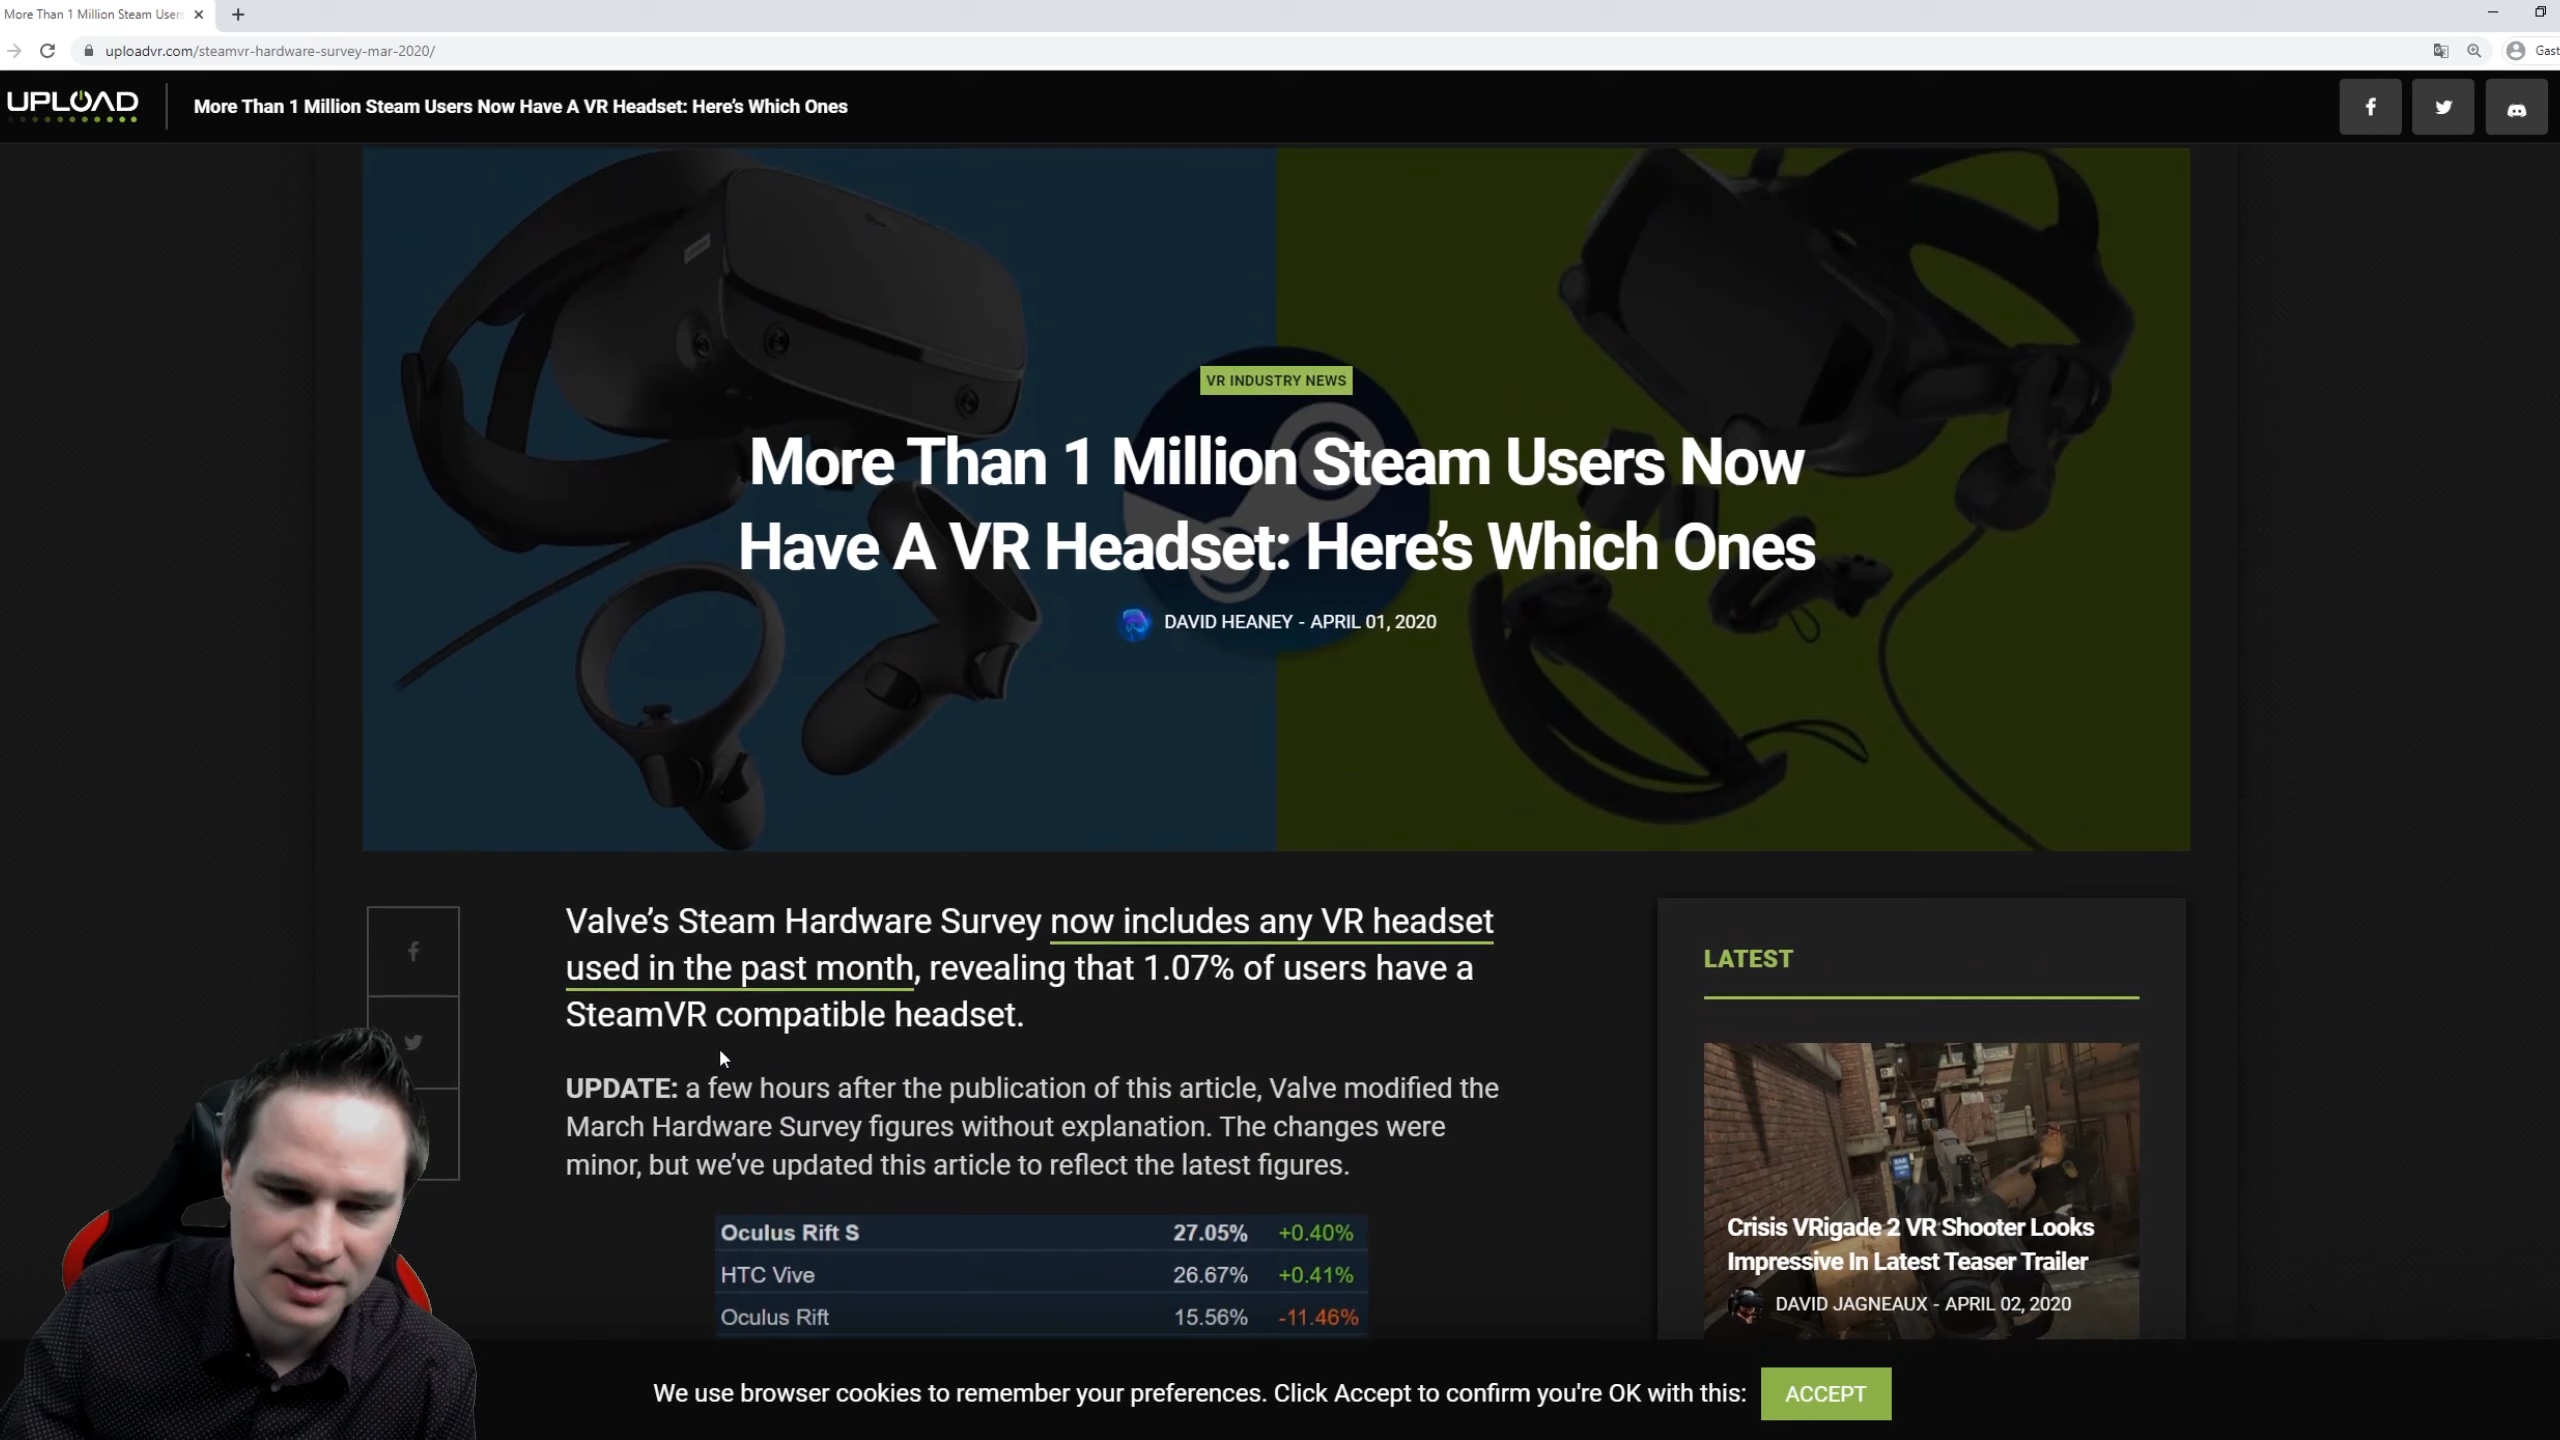 More Than 1 Million Steam Users
uploadvr.com/steamvr-hardware-survey-mar-2020/
Gast
UPLOAD
More Than 1 Million Steam Users Now Have A VR Headset: Here's Which Ones
VR INDUSTRY NEWS
More Than 1 Million Steam Users Now
Have A VR Headset: Here's Which Ones
DAVID HEANEY - APRIL 01, 2020
Valve's Steam Hardware Survey now includes any VR headset
used in the past month, revealing that 1.07% of users have a
SteamVR compatible headset.
UPDATE: a few hours after the publication of this article, Valve modified the
March Hardware Survey figures without explanation. The changes were
minor, but we've updated this article to reflect the latest figures.
Oculus Rift S 27.05% +0.40%
HTC Vive 26.67% +0.41%
Oculus Rift 15.56% -11.46%
LATEST
Crisis VRigade 2 VR Shooter Looks
Impressive In Latest Teaser Trailer
DAVID JAGNEAUX - APRIL 02, 2020
We use browser cookies to remember your preferences. Click Accept to confirm you're OK with this:
ACCEPT